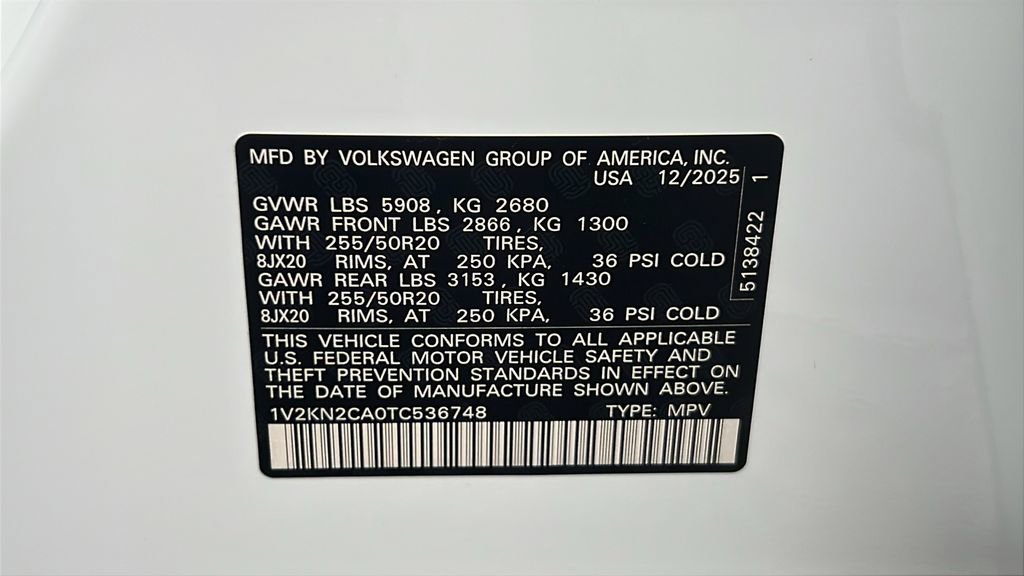 MFD BY VOLKSWAGEN GROUP OF AMERICA, INC.
USA 12/2025
GVWR LBS 5908, KG 2680
GAWR FRONT LBS 2866, KG 1300
WITH 255/50R20 TIRES,
8JX20 RIMS, AT 250 KPA, 36 PSI COLD
GAWR REAR LBS 3153, KG 1430
WITH 255/50R20 TIRES,
8JX20 RIMS, AT 250 KPA, 36 PSI COLD
5138422 1
THIS VEHICLE CONFORMS TO ALL APPLICABLE
U.S. FEDERAL MOTOR VEHICLE SAFETY AND
THEFT PREVENTION STANDARDS IN EFFECT ON
THE DATE OF MANUFACTURE SHOWN ABOVE.
1V2KN2CA0TC536748 TYPE: MPV